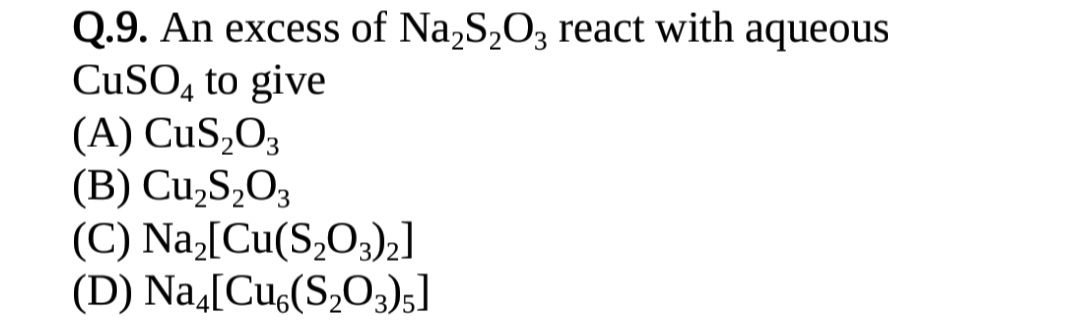 Q.9. An excess of Na₂S₂O₃ react with aqueous
CuSO₄ to give
(A) CuS₂O₃
(B) Cu₂S₂O₃
(C) Na₂[Cu(S₂O₃)₂]
(D) Na₄[Cu₆(S₂O₃)₅]